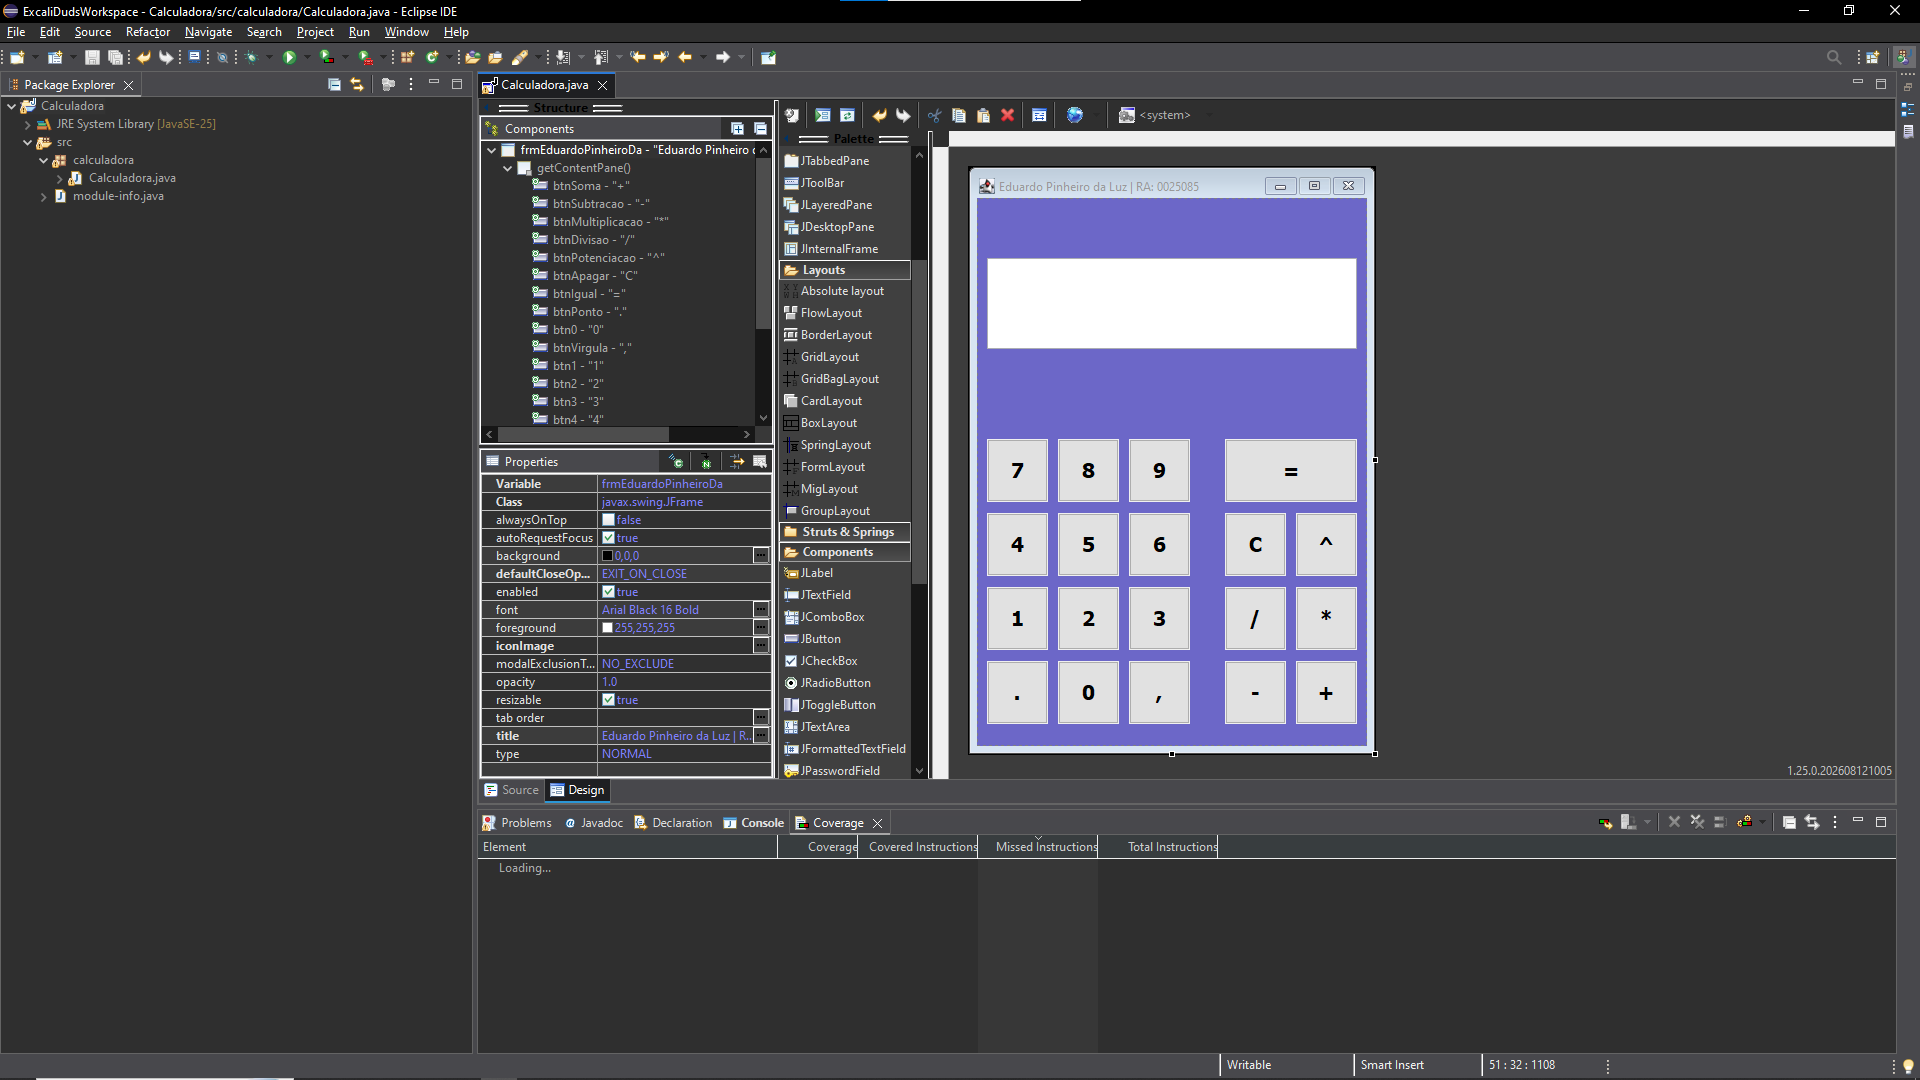 ExcaliDudsWorkspace - Calculadora/src/calculadora/Calculadora.java - Eclipse IDE
File Edit Source Refactor Navigate Search Project Run Window Help
Package Explorer
Calculadora
JRE System Library [JavaSE-25]
src
calculadora
Calculadora.java
module-info.java
Calculadora.java
Structure
Components
frmEduardoPinheiroDa - "Eduardo Pinheiro
getContentPane()
btnSoma - "+"
btnSubtracao - "-"
btnMultiplicacao - "*"
btnDivisao - "/"
btnPotenciacao - "^"
btnApagar - "C"
btnIgual - "="
btnPonto - "."
btn0 - "0"
btnVirgula - ","
btn1 - "1"
btn2 - "2"
btn3 - "3"
btn4 - "4"
Properties
Variable frmEduardoPinheiroDa
Class javax.swing.JFrame
alwaysOnTop false
autoRequestFocus true
background 0,0,0
defaultCloseOp... EXIT_ON_CLOSE
enabled true
font Arial Black 16 Bold
foreground 255,255,255
iconImage
modalExclusionT... NO_EXCLUDE
opacity 1.0
resizable true
tab order
title Eduardo Pinheiro da Luz | R...
type NORMAL
<system>
Palette
JTabbedPane
JToolBar
JLayeredPane
JDesktopPane
JInternalFrame
Layouts
Absolute layout
FlowLayout
BorderLayout
GridLayout
GridBagLayout
CardLayout
BoxLayout
SpringLayout
FormLayout
MigLayout
GroupLayout
Struts & Springs
Components
JLabel
JTextField
JComboBox
JButton
JCheckBox
JRadioButton
JToggleButton
JTextArea
JFormattedTextField
JPasswordField
Eduardo Pinheiro da Luz | RA: 0025085
7 8 9 =
4 5 6 C ^
1 2 3 / *
. 0 , - +
1.25.0.202608121005
Source Design
Problems Javadoc Declaration Console Coverage
Element Coverage Covered Instructions Missed Instructions Total Instructions
Loading...
Writable Smart Insert 51 : 32 : 1108